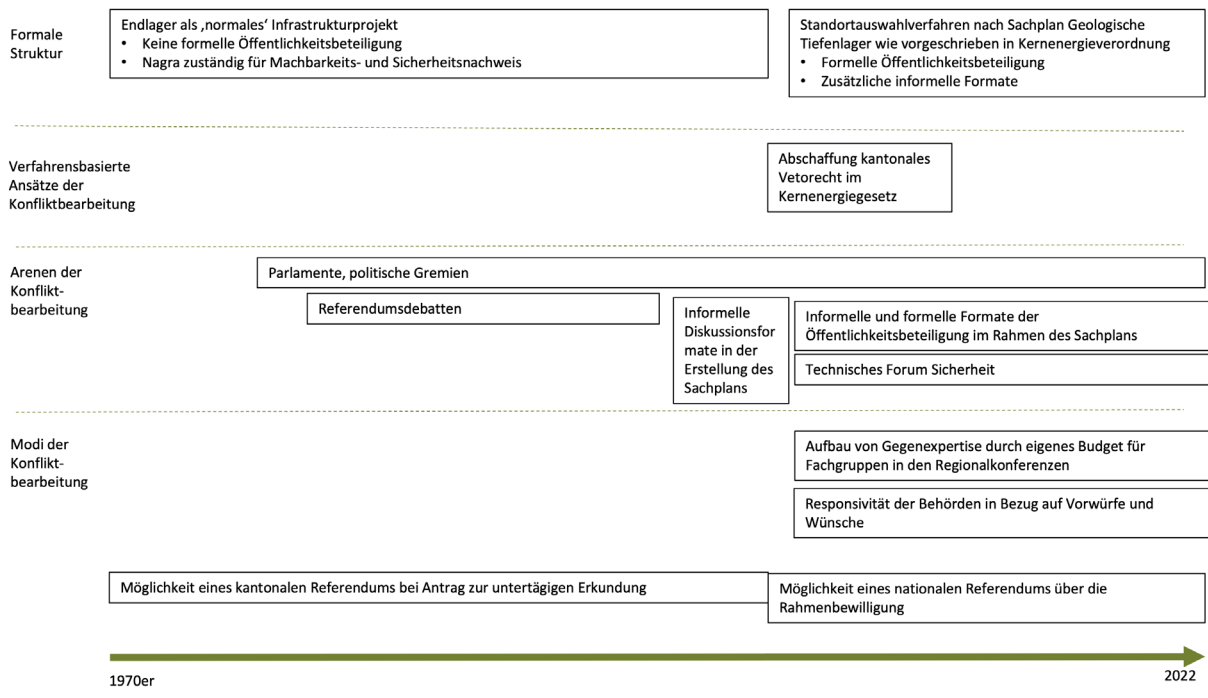 Formale
Struktur
Endlager als ‚normales‘ Infrastrukturprojekt
• Keine formelle Öffentlichkeitsbeteiligung
• Nagra zuständig für Machbarkeits- und Sicherheitsnachweis
Standortauswahlverfahren nach Sachplan Geologische
Tiefenlager wie vorgeschrieben in Kernenergieverordnung
• Formelle Öffentlichkeitsbeteiligung
• Zusätzliche informelle Formate
Verfahrensbasierte
Ansätze der
Konfliktbearbeitung
Abschaffung kantonales
Vetorecht im
Kernenergiegesetz
Arenen der
Konflikt-
bearbeitung
Parlamente, politische Gremien
Referendumsdebatten
Informelle
Diskussionsfor
mate in der
Erstellung des
Sachplans
Informelle und formelle Formate der
Öffentlichkeitsbeteiligung im Rahmen des Sachplans
Technisches Forum Sicherheit
Modi der
Konflikt-
bearbeitung
Aufbau von Gegenexpertise durch eigenes Budget für
Fachgruppen in den Regionalkonferenzen
Responsivität der Behörden in Bezug auf Vorwürfe und
Wünsche
Möglichkeit eines kantonalen Referendums bei Antrag zur untertägigen Erkundung
Möglichkeit eines nationalen Referendums über die
Rahmenbewilligung
1970er
2022